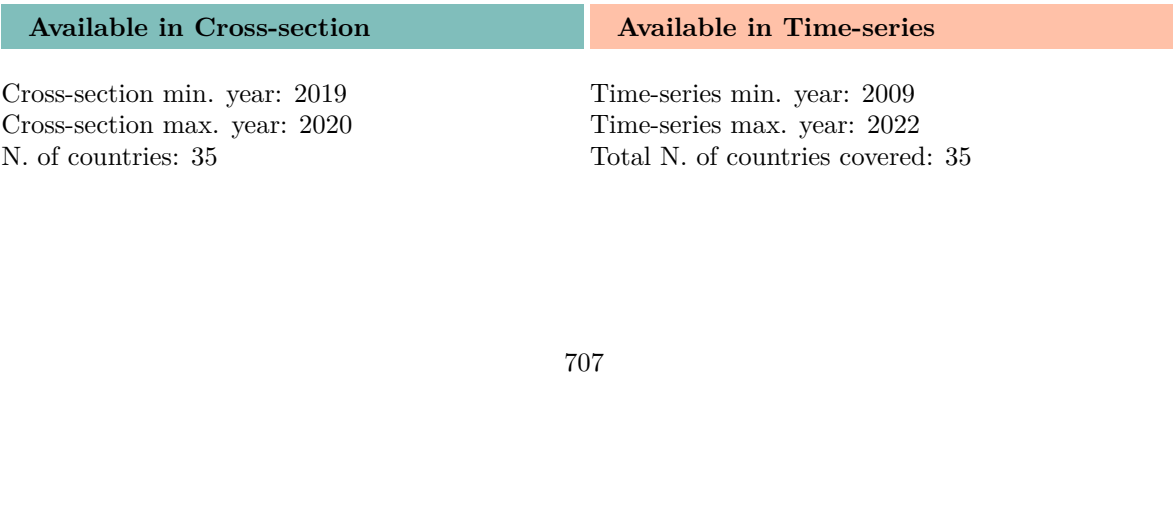 Available in Cross-section
Cross-section min. year: 2019
Cross-section max. year: 2020
N. of countries: 35
Available in Time-series
Time-series min. year: 2009
Time-series max. year: 2022
Total N. of countries covered: 35
707